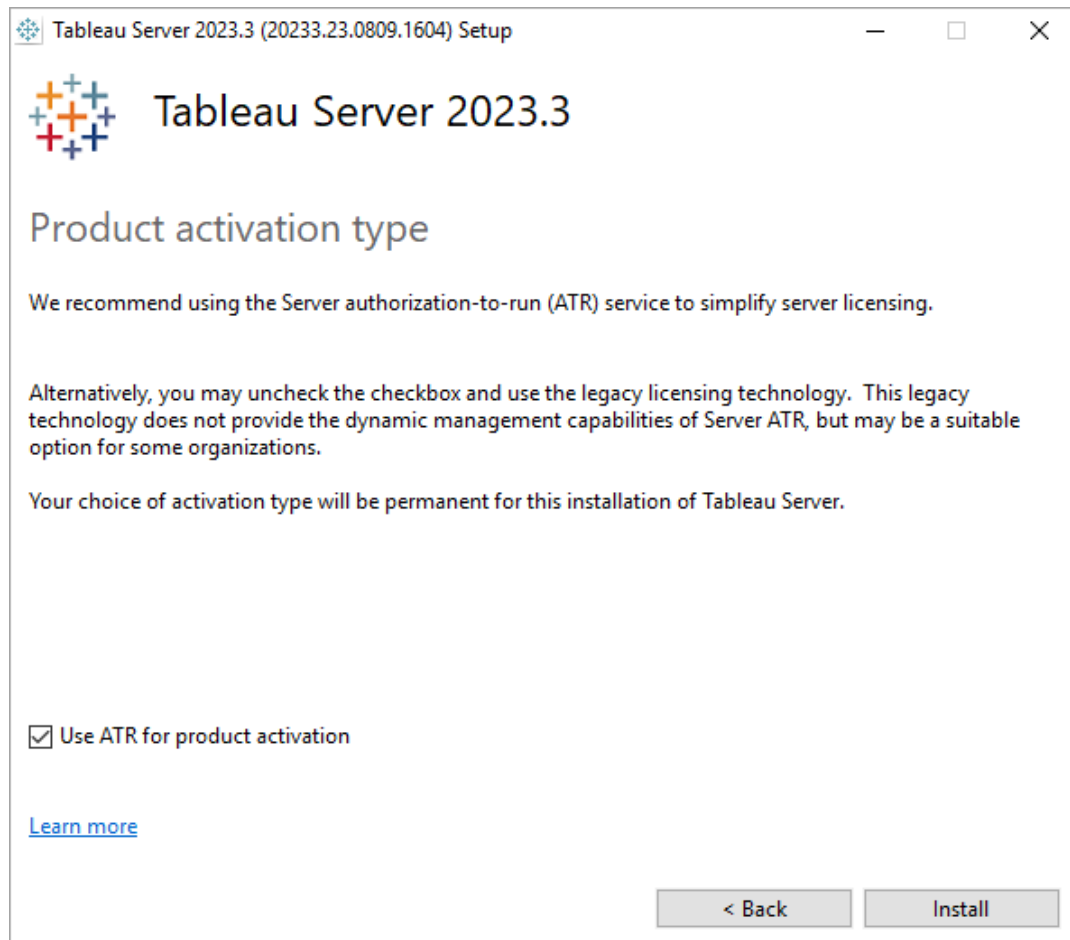 Tableau Server 2023.3 (20233.23.0809.1604) Setup
Tableau Server 2023.3
Product activation type
We recommend using the Server authorization-to-run (ATR) service to simplify server licensing.
Alternatively, you may uncheck the checkbox and use the legacy licensing technology.  This legacy
technology does not provide the dynamic management capabilities of Server ATR, but may be a suitable
option for some organizations.
Your choice of activation type will be permanent for this installation of Tableau Server.
Use ATR for product activation
Learn more
< Back
Install